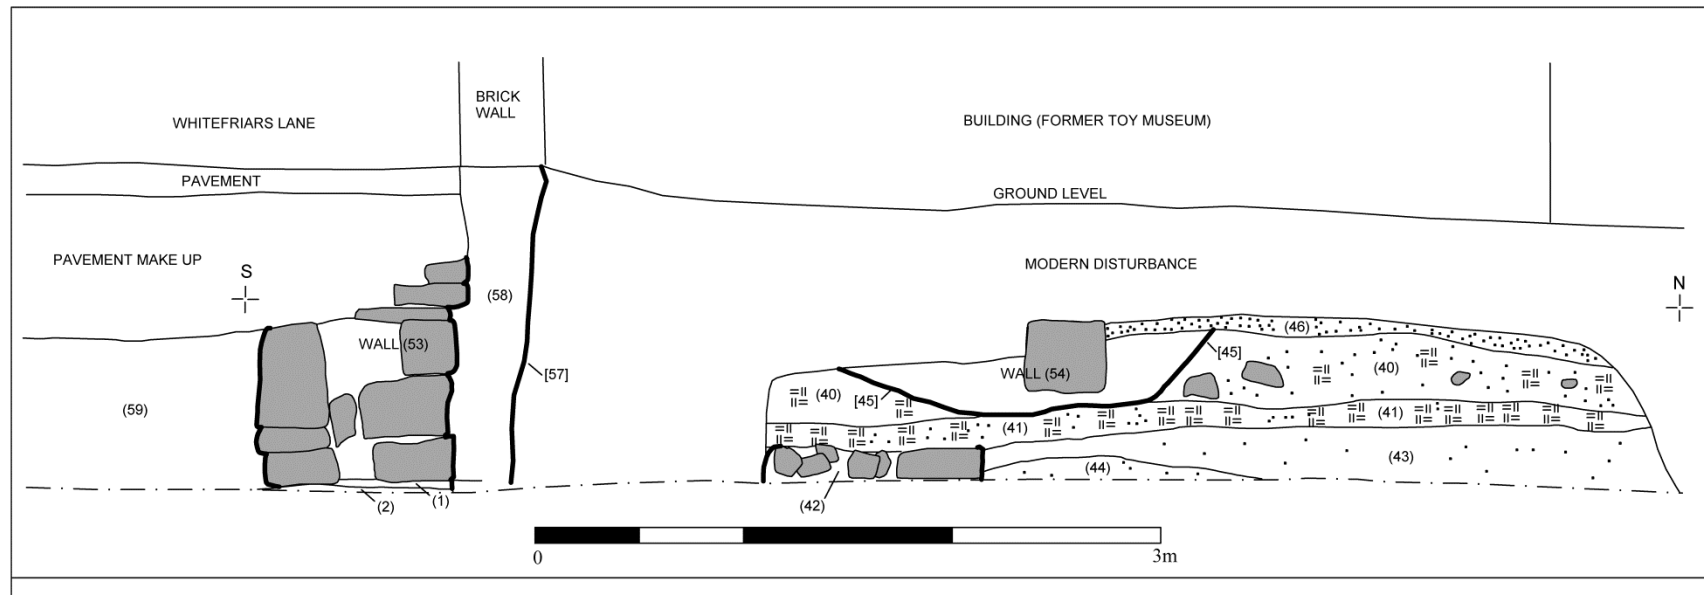 BRICK
WALL
WHITEFRIARS LANE
BUILDING (FORMER TOY MUSEUM)
PAVEMENT
GROUND LEVEL
PAVEMENT MAKE UP
S
MODERN DISTURBANCE
N
(58)
(46)
WALL (53)
[45]
[57]
WALL (54)
(40)
(40)
[45]
(59)
(41)
(41)
(43)
(44)
(2)
(1)
(42)
0
3m